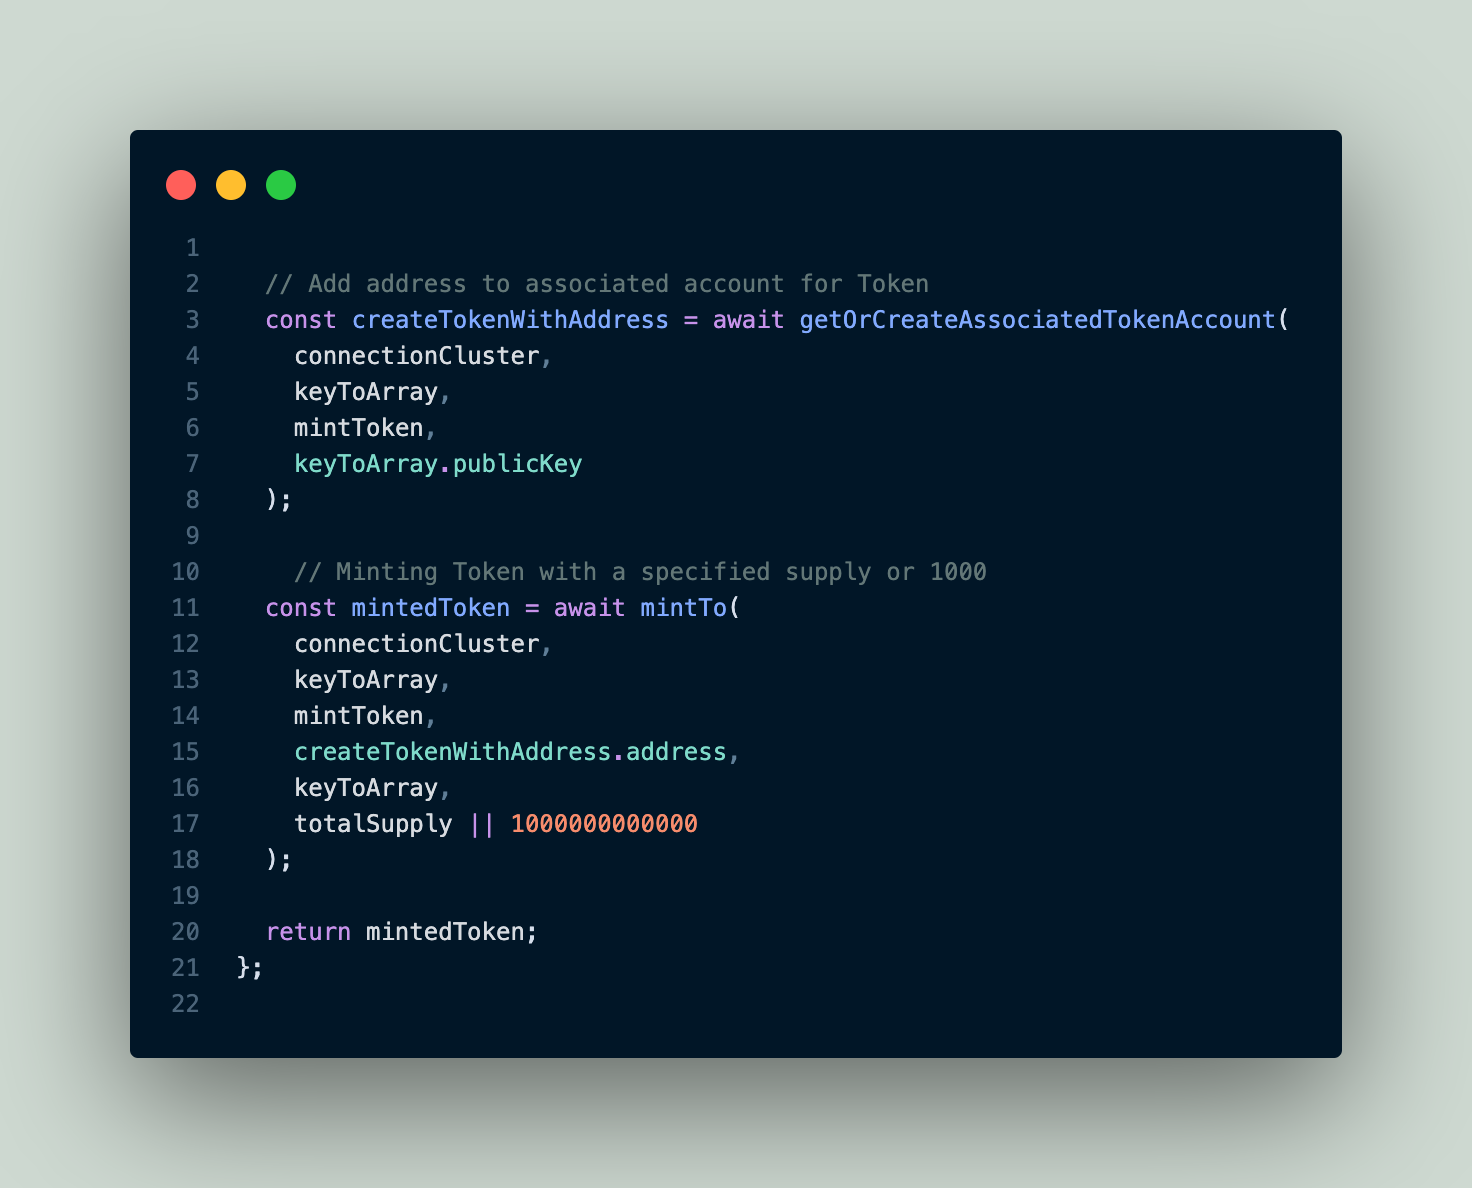 1
2 // Add address to associated account for Token
3 const createTokenWithAddress = await getOrCreateAssociatedTokenAccount(
4 connectionCluster,
5 keyToArray,
6 mintToken,
7 keyToArray.publicKey
8 );
9
10 // Minting Token with a specified supply or 1000
11 const mintedToken = await mintTo(
12 connectionCluster,
13 keyToArray,
14 mintToken,
15 createTokenWithAddress.address,
16 keyToArray,
17 totalSupply || 1000000000000
18 );
19
20 return mintedToken;
21 };
22